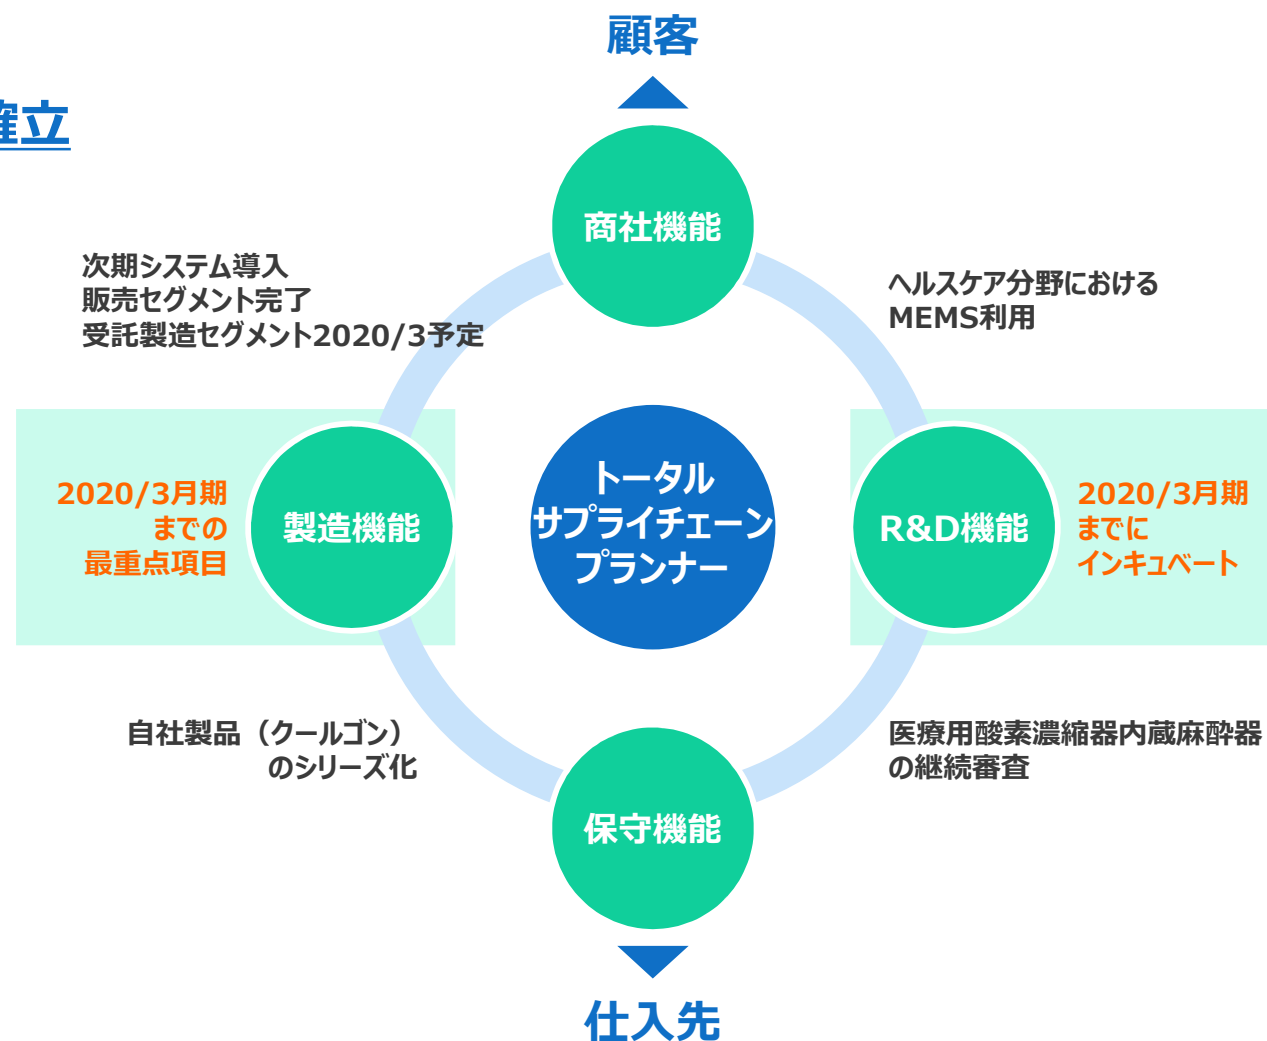 顧客
確立
商社機能
次期システム導入
販売セグメント完了
受託製造セグメント2020/3予定
ヘルスケア分野における
MEMS利用
2020/3月期
までの
最重点項目
製造機能
トータル
サプライチェーン
プランナー
R&D機能
2020/3月期
までに
インキュベート
自社製品（クールゴン）
のシリーズ化
医療用酸素濃縮器内蔵麻酔器
の継続審査
保守機能
仕入先